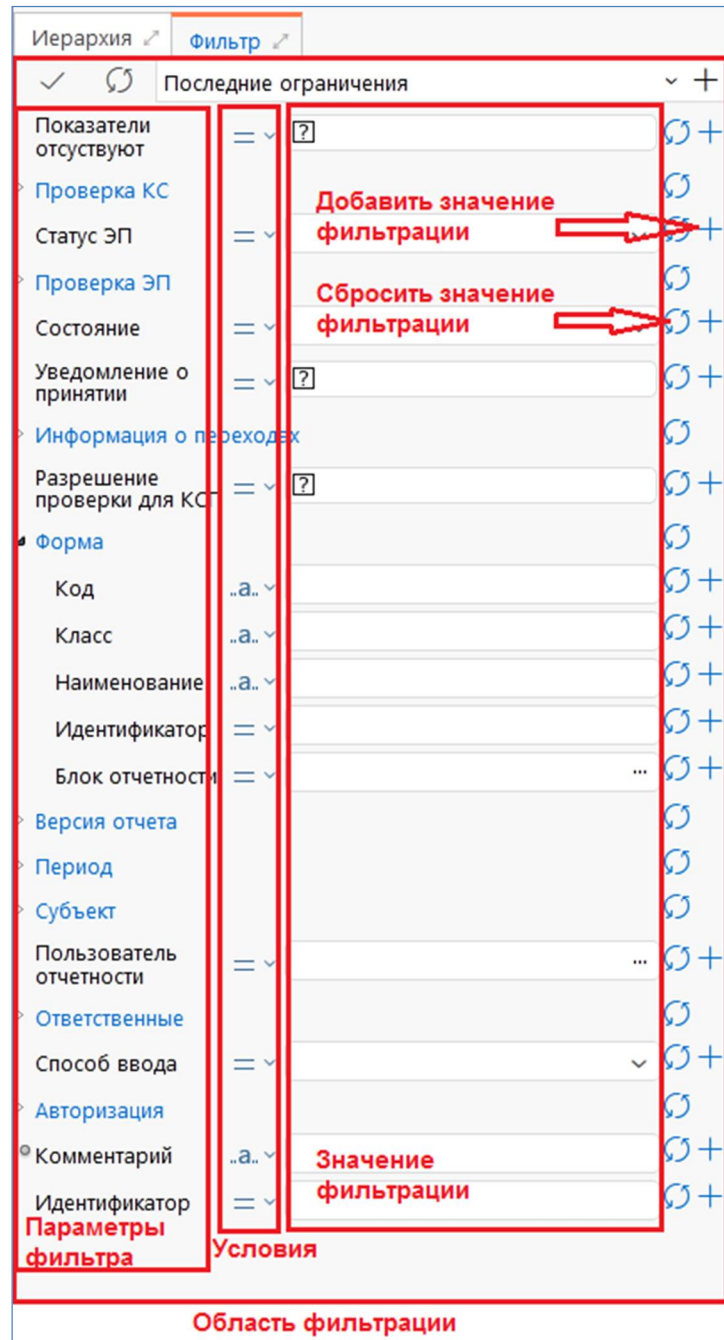 Иерархия
Фильтр
Последние ограничения
Показатели
отсуствуют
= ?
Проверка КС
Добавить значение
Статус ЭП
=
фильтрации
Проверка ЭП
Сбросить значение
Состояние
=
фильтрации
Уведомление о
принятии
= ?
Информация о переходах
Разрешение
проверки для КСП
= ?
Форма
Код ..a..
Класс ..a..
Наименование ..a..
Идентификатор =
Блок отчетности = ...
Версия отчета
Период
Субъект
Пользователь
отчетности
= ...
Ответственные
Способ ввода =
Авторизация
Комментарий ..a..
Значение
фильтрации
Идентификатор =
Параметры
фильтра
Условия
Область фильтрации